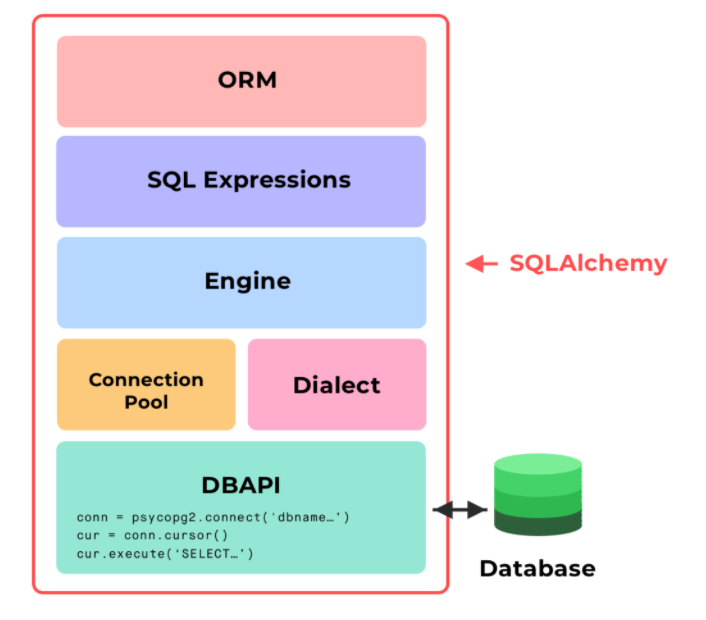 ORM
SQL Expressions
Engine
SQLAlchemy
Connection
Pool
Dialect
DBAPI
conn = psycopg2.connect(‘dbname…’)
cur = conn.cursor()
cur.execute(‘SELECT…’)
Database